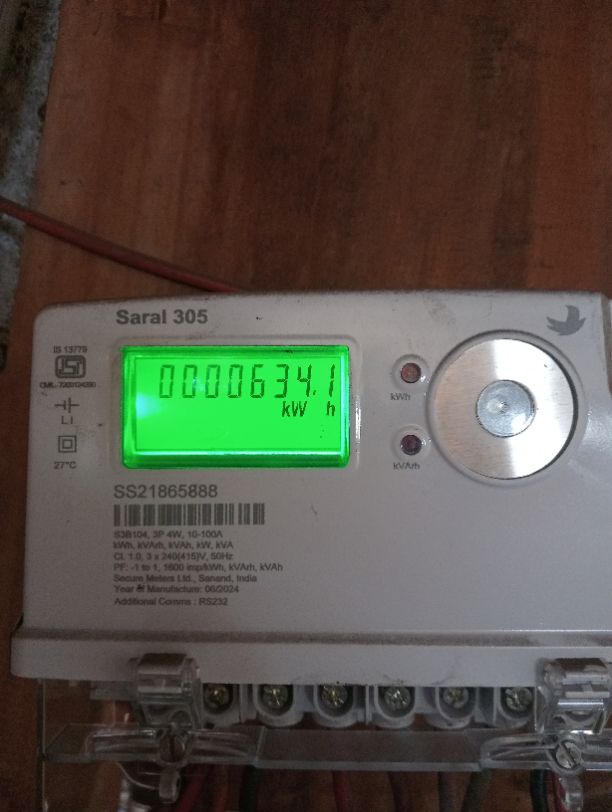 Saral 305
IS 13779
ISI
0000634.1
kW h
kWh
kVArh
LI
27°C
SS21865888
S3B104, 3P 4W, 10-100A
kWh, kVArh, kVAh, kW, kVA
Cl. 1.0, 3 x 240(415)V, 50Hz
PF: -1 to 1, 1600 imp/kWh, kVArh, kVAh
Secure Meters Ltd., Sanand, India
Year of Manufacture: 06/2024
Additional Comms : RS232